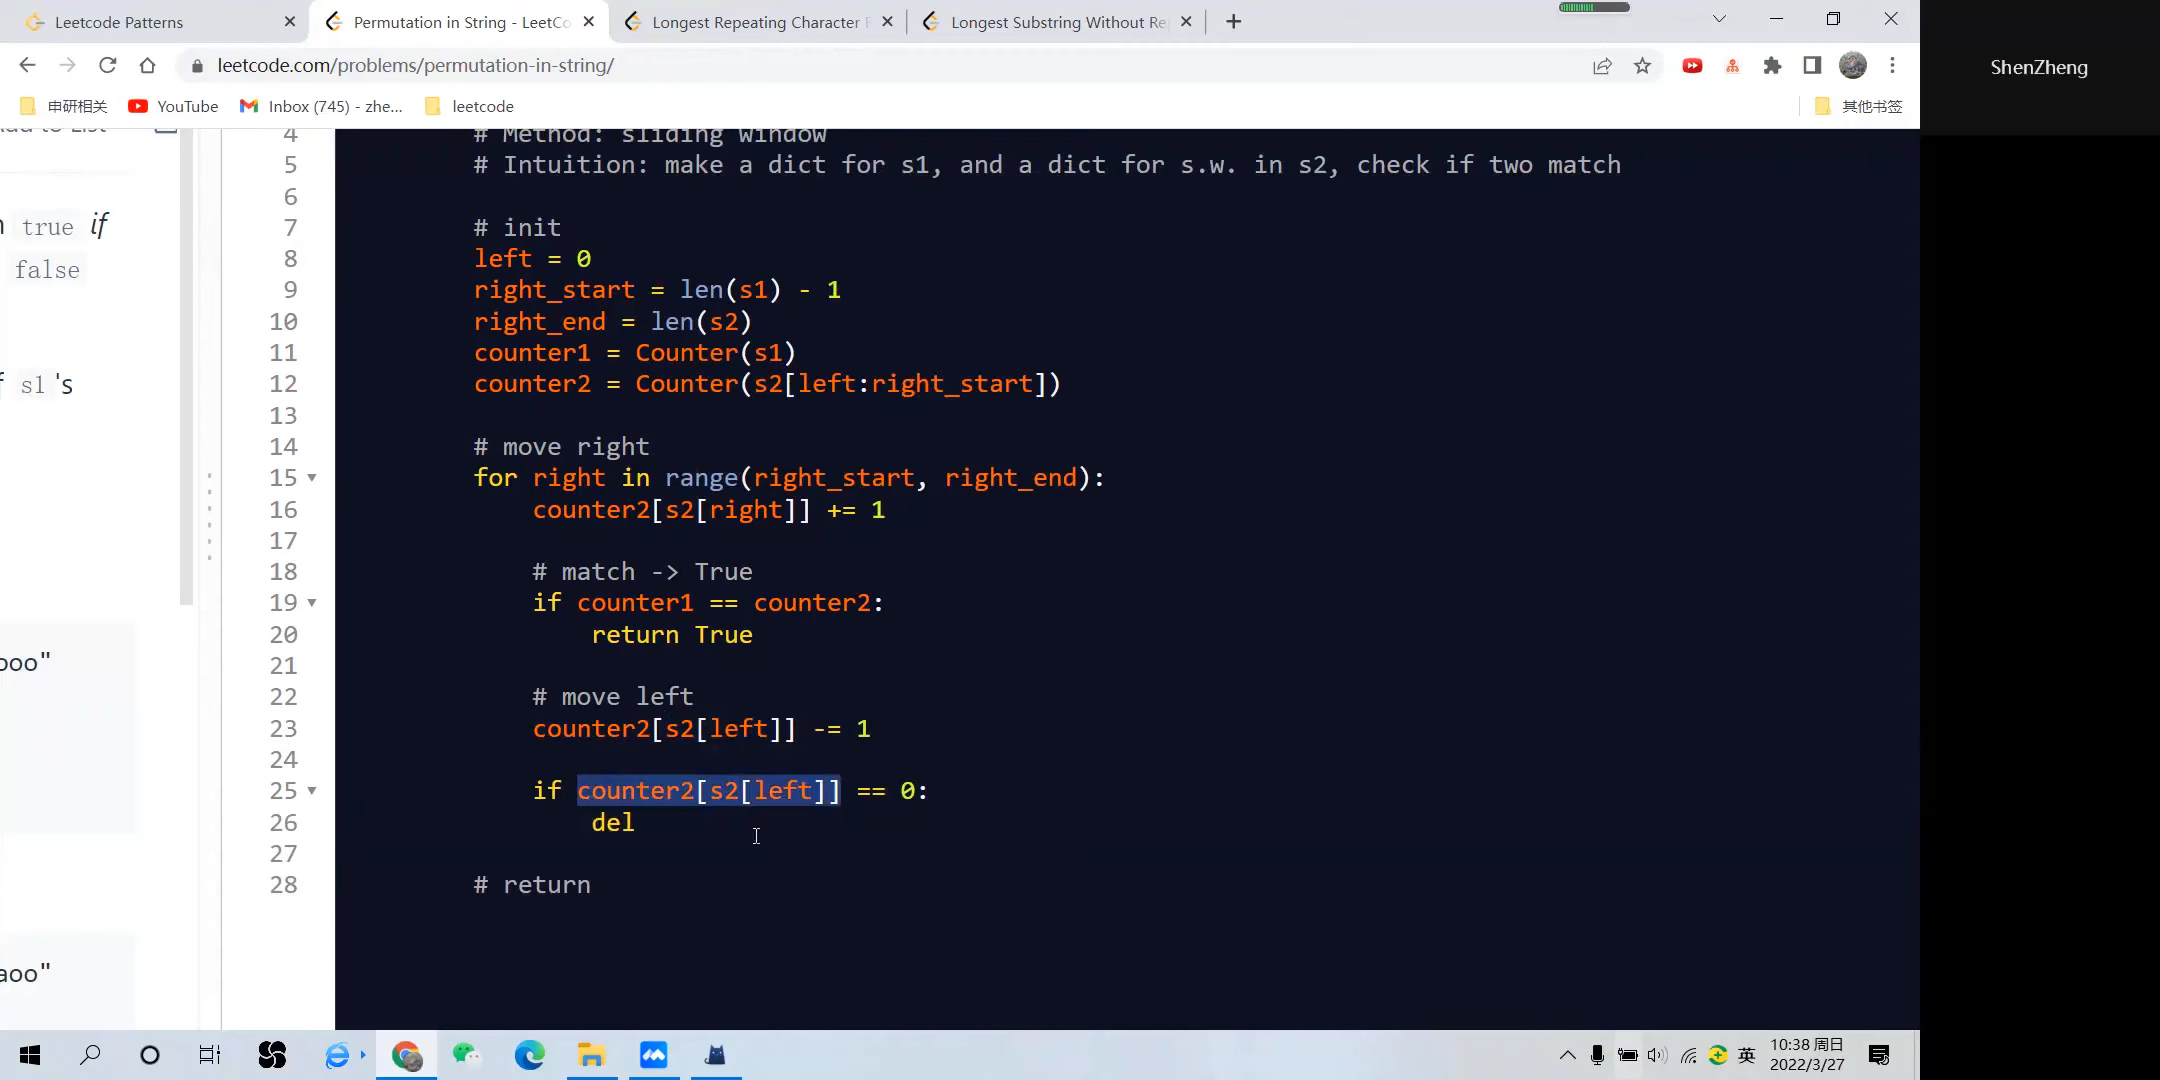 Leetcode Patterns
Permutation in String - LeetCo
Longest Repeating Character R
Longest Substring Without Re
ShenZheng
leetcode.com/problems/permutation-in-string/
申研相关
YouTube
Inbox (745) - zhe...
leetcode
其他书签
4 # Method: sliding window
5 # Intuition: make a dict for s1, and a dict for s.w. in s2, check if two match
6
7 # init
8 left = 0
9 right_start = len(s1) - 1
10 right_end = len(s2)
11 counter1 = Counter(s1)
12 counter2 = Counter(s2[left:right_start])
13
14 # move right
15 for right in range(right_start, right_end):
16 counter2[s2[right]] += 1
17
18 # match -> True
19 if counter1 == counter2:
20 return True
21
22 # move left
23 counter2[s2[left]] -= 1
24
25 if counter2[s2[left]] == 0:
26 del
27
28 # return
true if
false
s1's
ooo"
aoo"
英
10:38 周日
2022/3/27